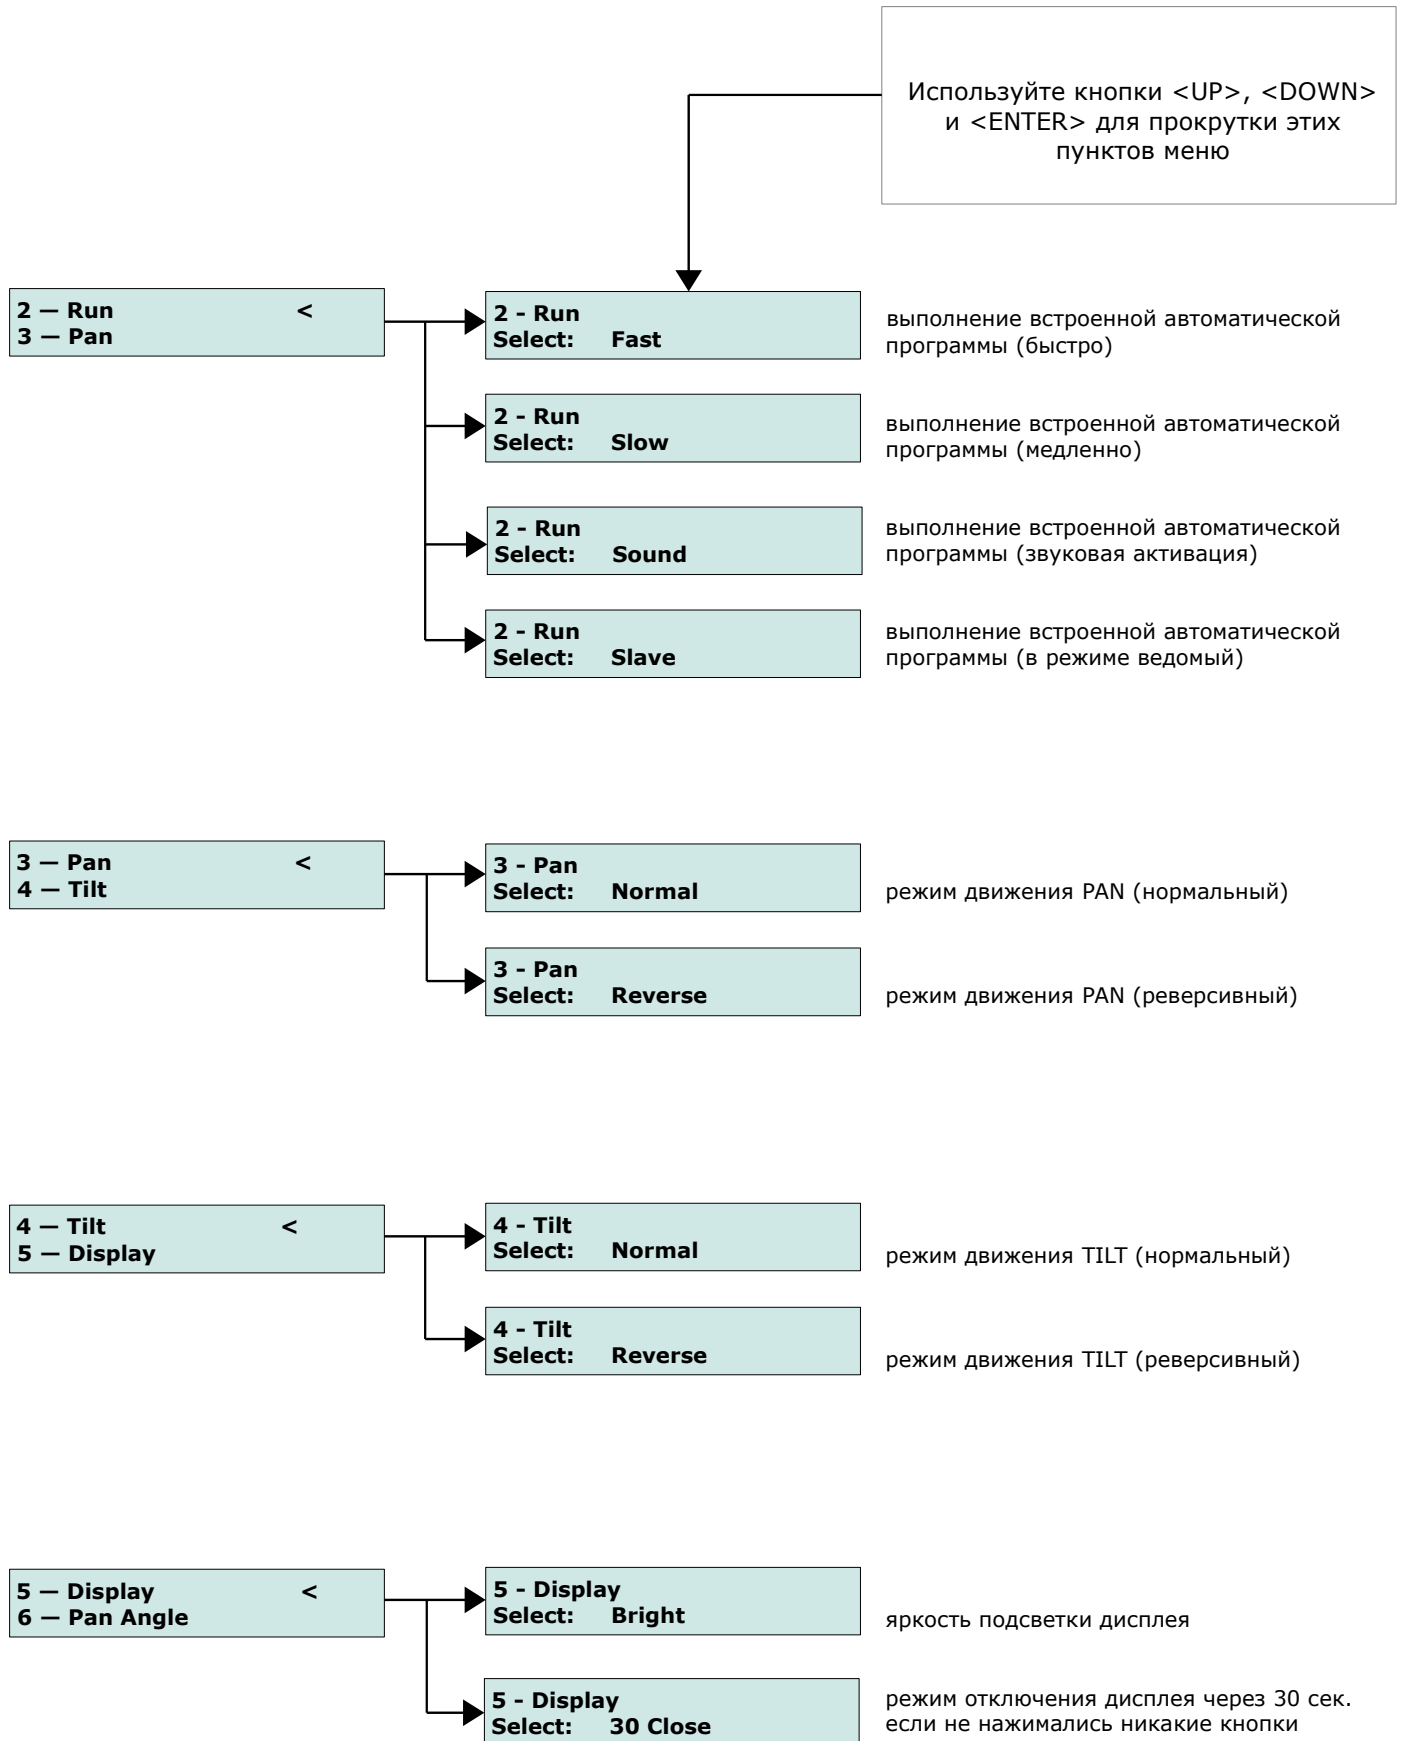 Используйте кнопки <UP>, <DOWN>
и <ENTER> для прокрутки этих
пунктов меню
2 — Run <
3 — Pan
2 - Run
Select: Fast
выполнение встроенной автоматической
программы (быстро)
2 - Run
Select: Slow
выполнение встроенной автоматической
программы (медленно)
2 - Run
Select: Sound
выполнение встроенной автоматической
программы (звуковая активация)
2 - Run
Select: Slave
выполнение встроенной автоматической
программы (в режиме ведомый)
3 — Pan <
4 — Tilt
3 - Pan
Select: Normal
режим движения PAN (нормальный)
3 - Pan
Select: Reverse
режим движения PAN (реверсивный)
4 — Tilt <
5 — Display
4 - Tilt
Select: Normal
режим движения TILT (нормальный)
4 - Tilt
Select: Reverse
режим движения TILT (реверсивный)
5 — Display <
6 — Pan Angle
5 - Display
Select: Bright
яркость подсветки дисплея
5 - Display
Select: 30 Close
режим отключения дисплея через 30 сек.
если не нажимались никакие кнопки